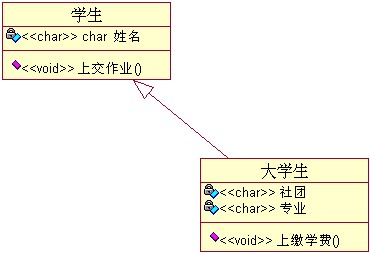 学生
<<char>> char 姓名
<<void>> 上交作业()
大学生
<<char>> 社团
<<char>> 专业
<<void>> 上缴学费()